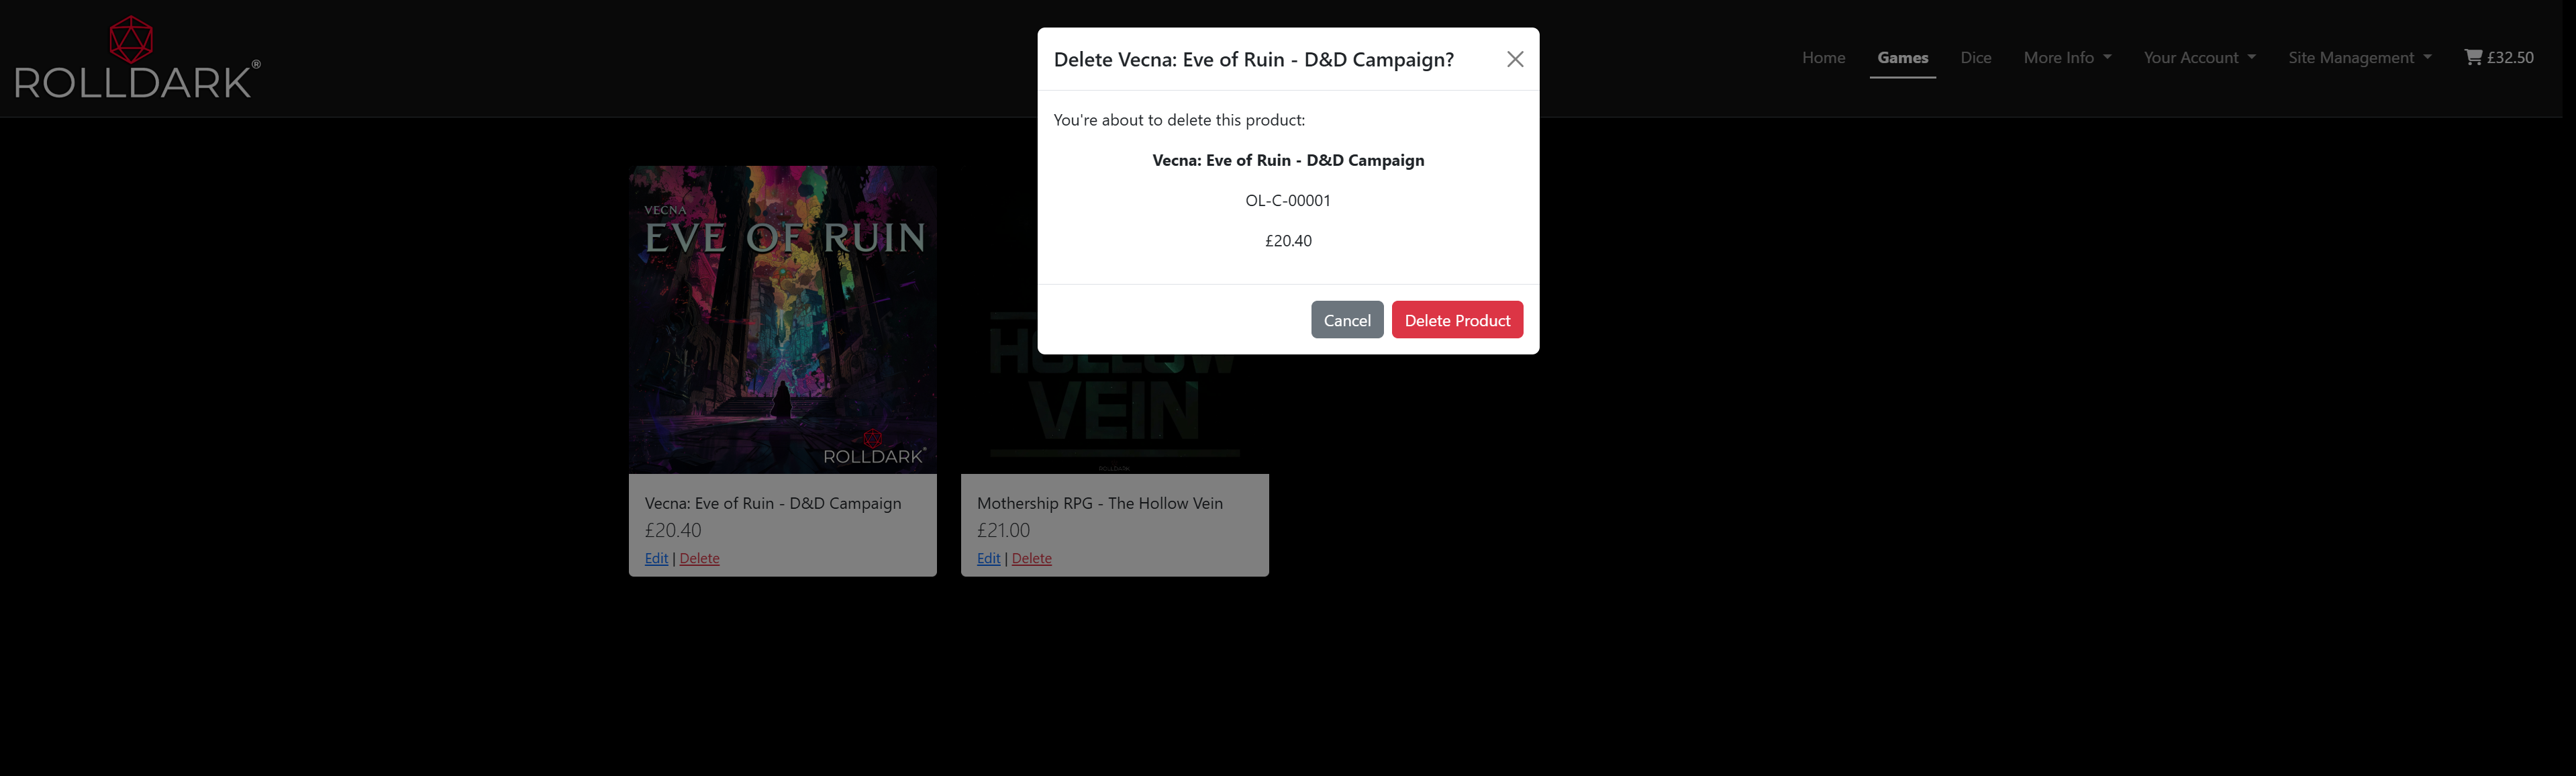 ROLLDARK®
Home
Games
Dice
More Info
Your Account
Site Management
£32.50
Delete Vecna: Eve of Ruin - D&D Campaign?
You're about to delete this product:
Vecna: Eve of Ruin - D&D Campaign
OL-C-00001
£20.40
Cancel
Delete Product
VECNA
EVE OF RUIN
ROLLDARK®
Vecna: Eve of Ruin - D&D Campaign
£20.40
Edit | Delete
HOLLOW
VEIN
ROLLDARK
Mothership RPG - The Hollow Vein
£21.00
Edit | Delete